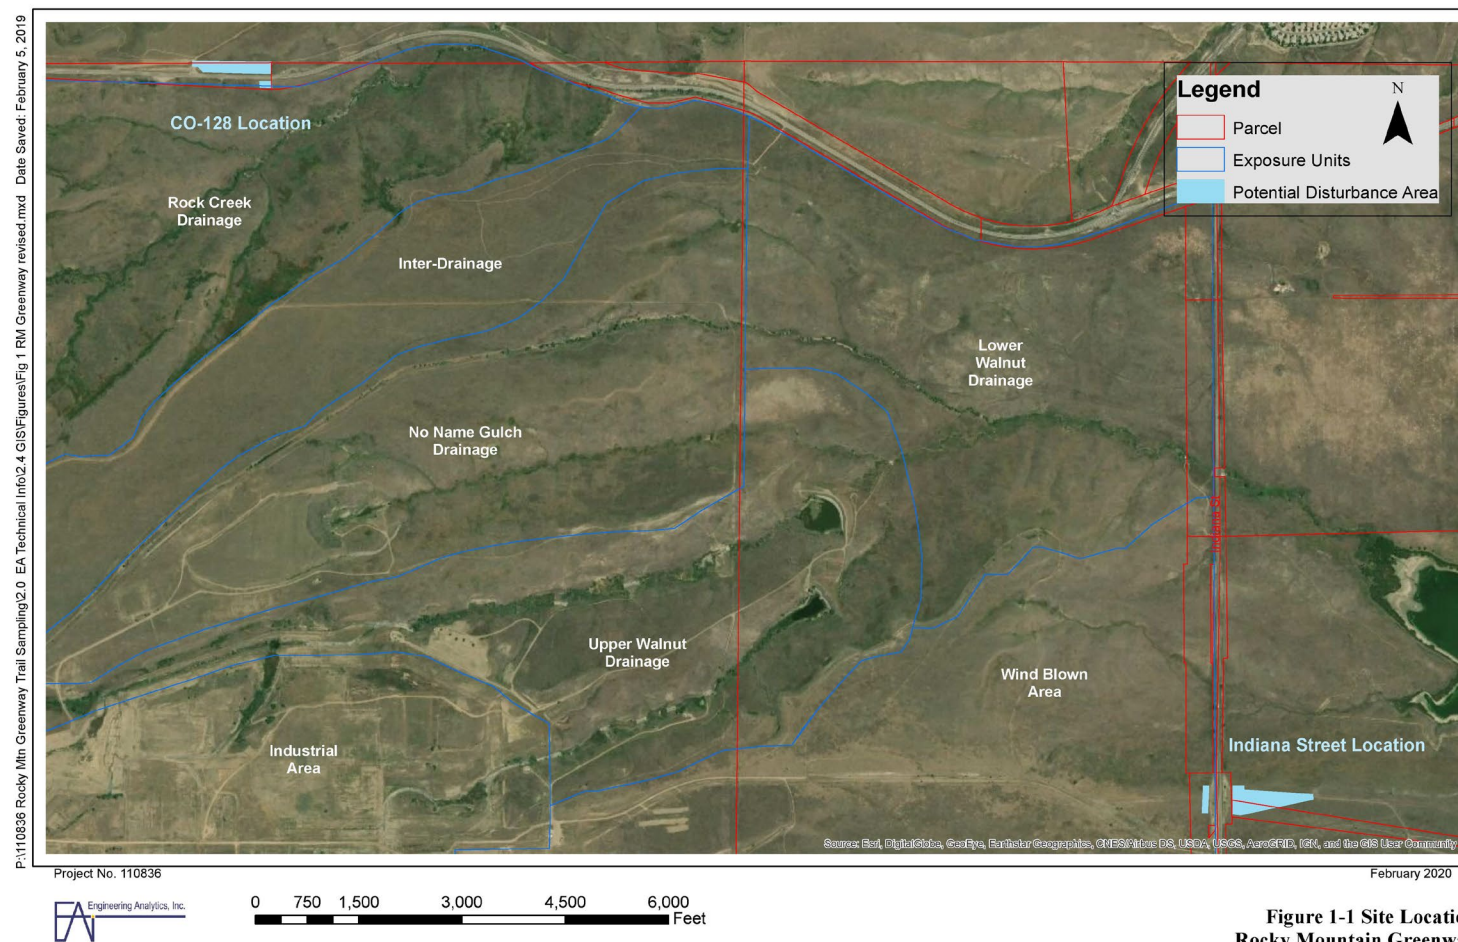 P:\1110836 Rocky Mtn Greenway Trail Sampling\2.0 EA Technical Info\2.4 GIS\Figures\Fig 1 RM Greenway revised.mxd Date Saved: February 5, 2019
CO-128 Location
Legend
N
Parcel
Exposure Units
Potential Disturbance Area
Rock Creek
Drainage
Inter-Drainage
Lower
Walnut
Drainage
No Name Gulch
Drainage
Indiana St
Upper Walnut
Drainage
Wind Blown
Area
Industrial
Area
Indiana Street Location
Source: Esri, DigitalGlobe, GeoEye, Earthstar Geographics, CNES/Airbus DS, USDA, USGS, AeroGRID, IGN, and the GIS User Community
Project No. 110836
February 2020
EA
Engineering Analytics, Inc.
0 750 1,500 3,000 4,500 6,000
Feet
Figure 1-1 Site Locatio
Rocky Mountain Greenw